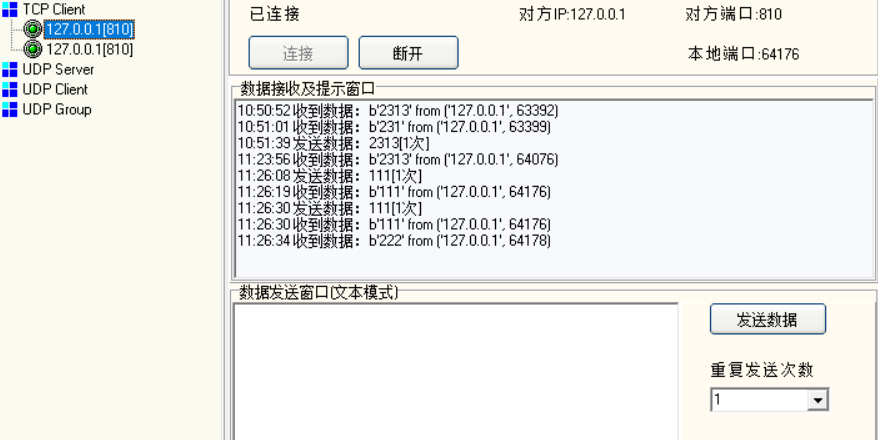 TCP Client
127.0.0.1[810]
127.0.0.1[810]
UDP Server
UDP Client
UDP Group
已连接 对方IP:127.0.0.1 对方端口:810
连接 断开 本地端口:64176
数据接收及提示窗口
10:50:52 收到数据：b'2313' from ('127.0.0.1', 63392)
10:51:01 收到数据：b'231' from ('127.0.0.1', 63399)
10:51:39 发送数据：2313[1次]
11:23:56 收到数据：b'2313' from ('127.0.0.1', 64076)
11:26:08 发送数据：111[1次]
11:26:19 收到数据：b'111' from ('127.0.0.1', 64176)
11:26:30 发送数据：111[1次]
11:26:30 收到数据：b'111' from ('127.0.0.1', 64176)
11:26:34 收到数据：b'222' from ('127.0.0.1', 64178)
数据发送窗口(文本模式)
发送数据
重复发送次数
1